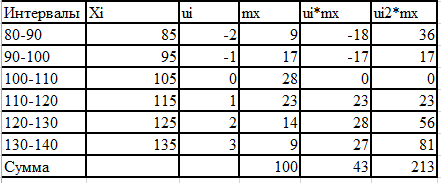 Интервалы Xi ui mx ui*mx ui2*mx
80-90 85 -2 9 -18 36
90-100 95 -1 17 -17 17
100-110 105 0 28 0 0
110-120 115 1 23 23 23
120-130 125 2 14 28 56
130-140 135 3 9 27 81
Сумма 100 43 213